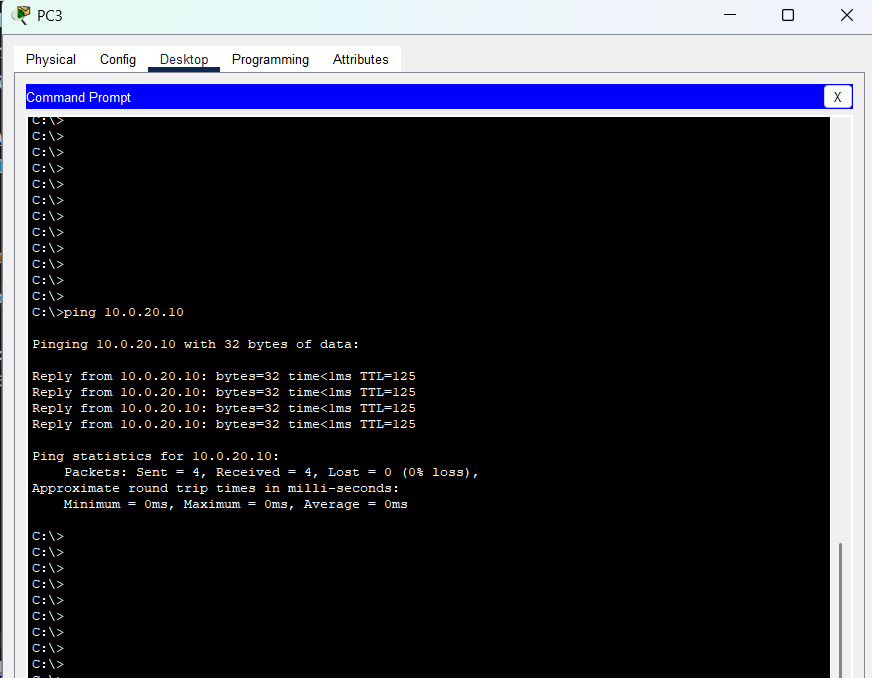 PC3
Physical Config Desktop Programming Attributes
Command Prompt X
C:\>
C:\>
C:\>
C:\>
C:\>
C:\>
C:\>
C:\>
C:\>
C:\>
C:\>
C:\>
C:\>ping 10.0.20.10
Pinging 10.0.20.10 with 32 bytes of data:
Reply from 10.0.20.10: bytes=32 time<1ms TTL=125
Reply from 10.0.20.10: bytes=32 time<1ms TTL=125
Reply from 10.0.20.10: bytes=32 time<1ms TTL=125
Reply from 10.0.20.10: bytes=32 time<1ms TTL=125
Ping statistics for 10.0.20.10:
Packets: Sent = 4, Received = 4, Lost = 0 (0% loss),
Approximate round trip times in milli-seconds:
Minimum = 0ms, Maximum = 0ms, Average = 0ms
C:\>
C:\>
C:\>
C:\>
C:\>
C:\>
C:\>
C:\>
C:\>